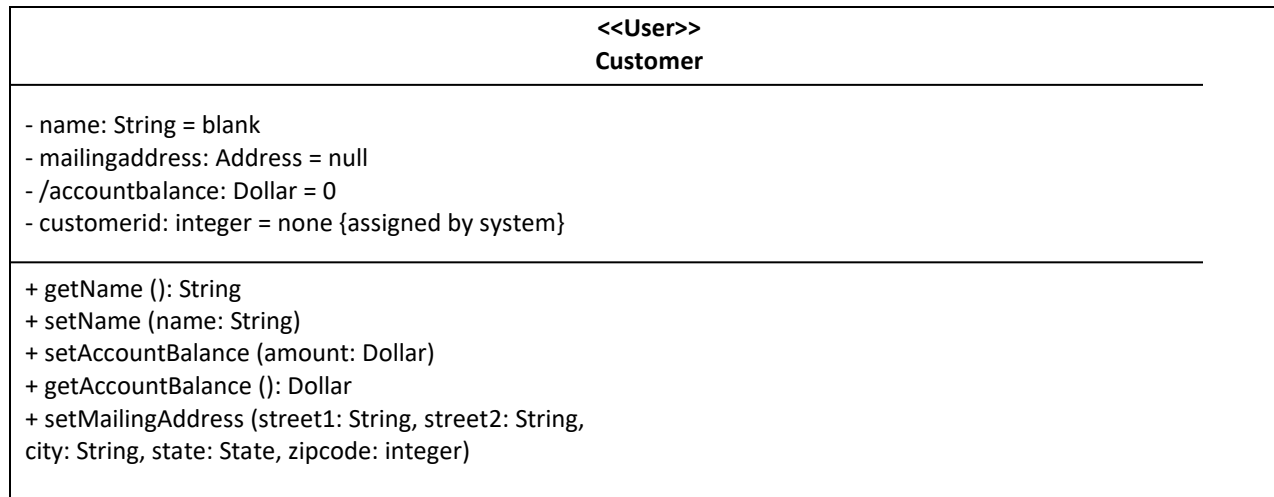 <<User>>
Customer
- name: String = blank
- mailingaddress: Address = null
- /accountbalance: Dollar = 0
- customerid: integer = none {assigned by system}
+ getName (): String
+ setName (name: String)
+ setAccountBalance (amount: Dollar)
+ getAccountBalance (): Dollar
+ setMailingAddress (street1: String, street2: String,
city: String, state: State, zipcode: integer)